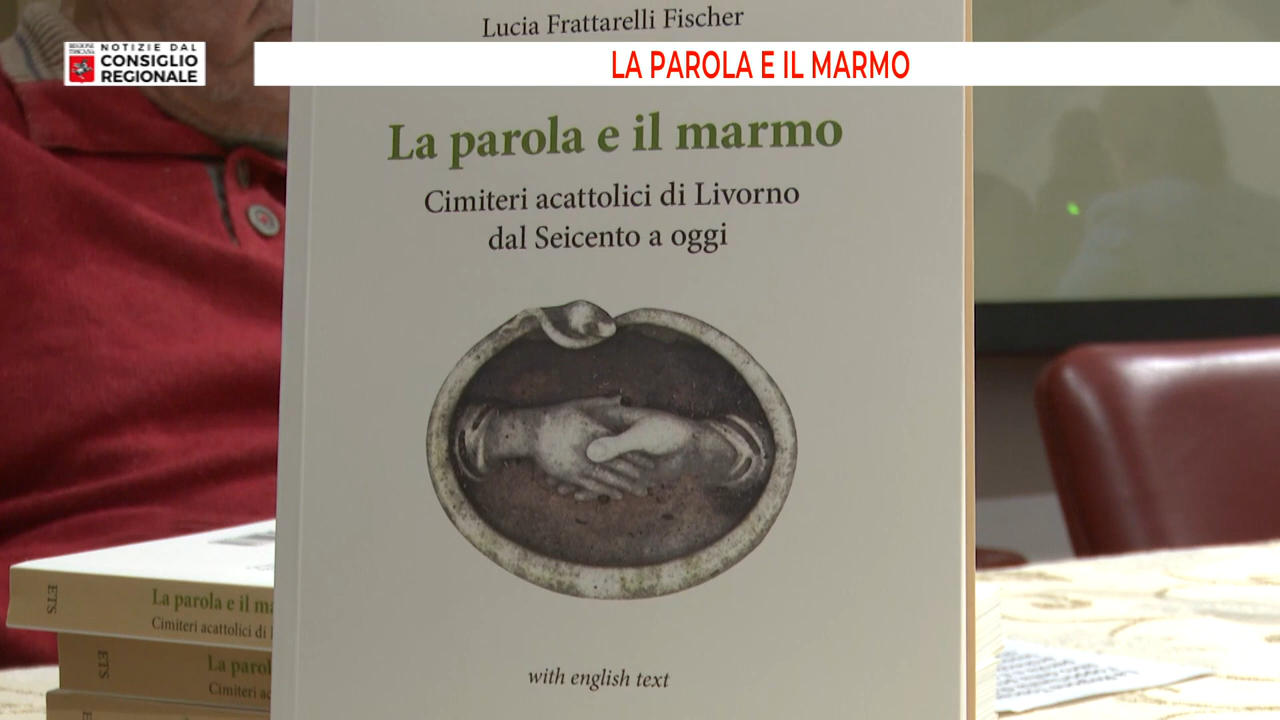 Lucia Frattarelli Fischer
REGIONE
TOSCANA
NOTIZIE DAL
CONSIGLIO
REGIONALE
LA PAROLA E IL MARMO
La parola e il marmo
Cimiteri acattolici di Livorno
dal Seicento a oggi
with english text
ETS
La parola e il ma
Cimiteri acattolici di
ETS
La parol
Cimiteri ac